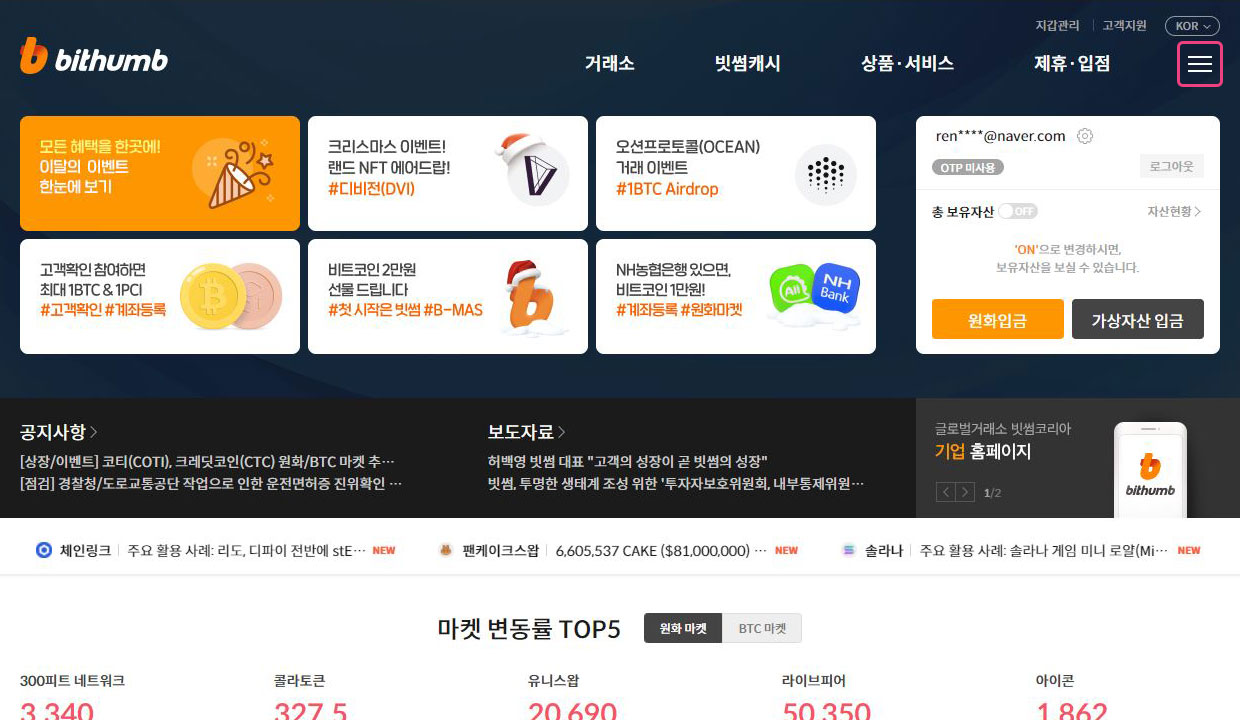 지갑관리
고객지원
KOR
bithumb
거래소
빗썸캐시
상품·서비스
제휴·입점
모든 혜택을 한곳에!
이달의 이벤트
한눈에 보기
크리스마스 이벤트!
랜드 NFT 에어드랍!
#디비전(DVI)
오션프로토콜(OCEAN)
거래 이벤트
#1BTC Airdrop
고객확인 참여하면
최대 1BTC & 1PCI
#고객확인 #계좌등록
비트코인 2만원
선물 드립니다
#첫 시작은 빗썸 #B-MAS
NH농협은행 있으면,
비트코인 1만원!
#계좌등록 #원화마켓
All
NH
Bank
ren****@naver.com
OTP 미사용
로그아웃
총 보유자산
OFF
자산현황
'ON'으로 변경하시면,
보유자산을 보실 수 있습니다.
원화입금
가상자산 입금
공지사항
[상장/이벤트] 코티(COTI), 크레딧코인(CTC) 원화/BTC 마켓 추…
[점검] 경찰청/도로교통공단 작업으로 인한 운전면허증 진위확인 …
보도자료
허백영 빗썸 대표 "고객의 성장이 곧 빗썸의 성장"
빗썸, 투명한 생태계 조성 위한 '투자자보호위원회, 내부통제위원…
글로벌거래소 빗썸코리아
기업 홈페이지
1/2
bithumb
체인링크
주요 활용 사례: 리도, 디파이 전반에 stE… NEW
팬케이크스왑
6,605,537 CAKE ($81,000,000) … NEW
솔라나
주요 활용 사례: 솔라나 게임 미니 로얄(Mi… NEW
마켓 변동률 TOP5
원화 마켓
BTC 마켓
300피트 네트워크
콜라토큰
유니스왑
라이브피어
아이콘
3,340
327.5
20,690
50,350
1,862